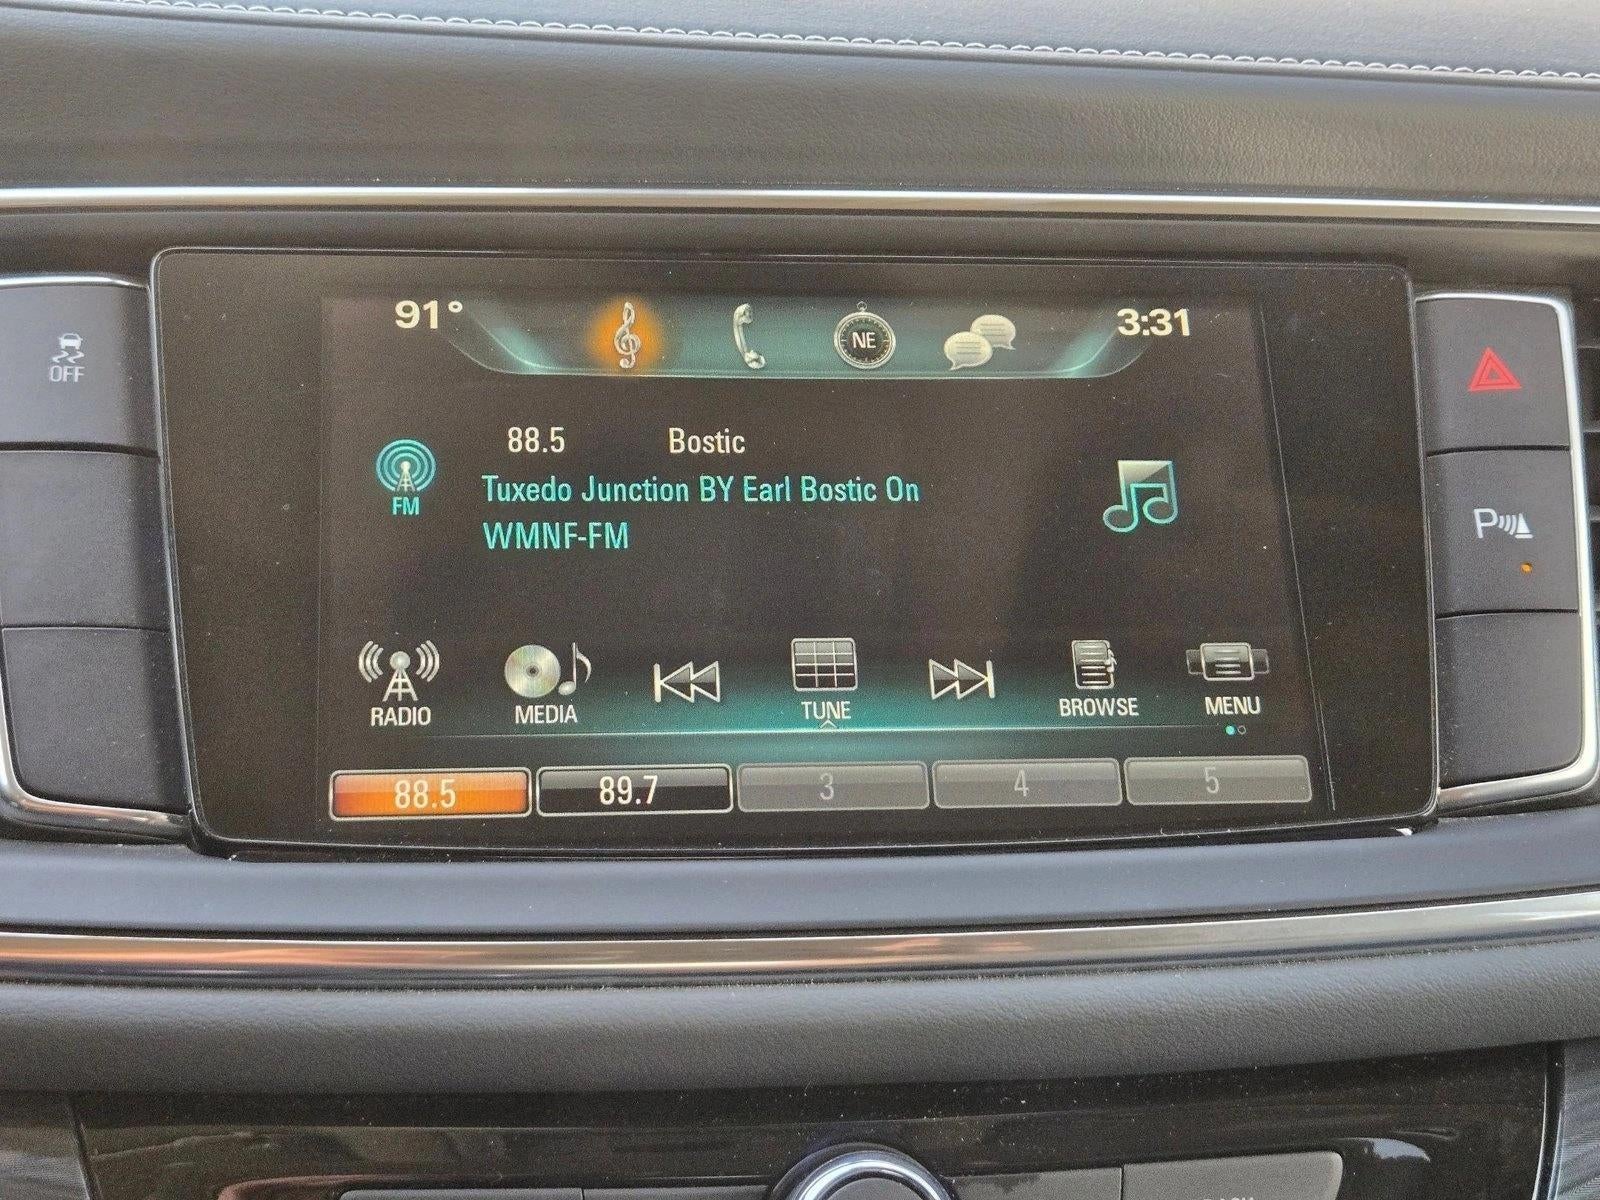 91° NE 3:31
OFF
88.5 Bostic
Tuxedo Junction BY Earl Bostic On
WMNF-FM
FM
P
RADIO MEDIA TUNE BROWSE MENU
88.5 89.7 3 4 5